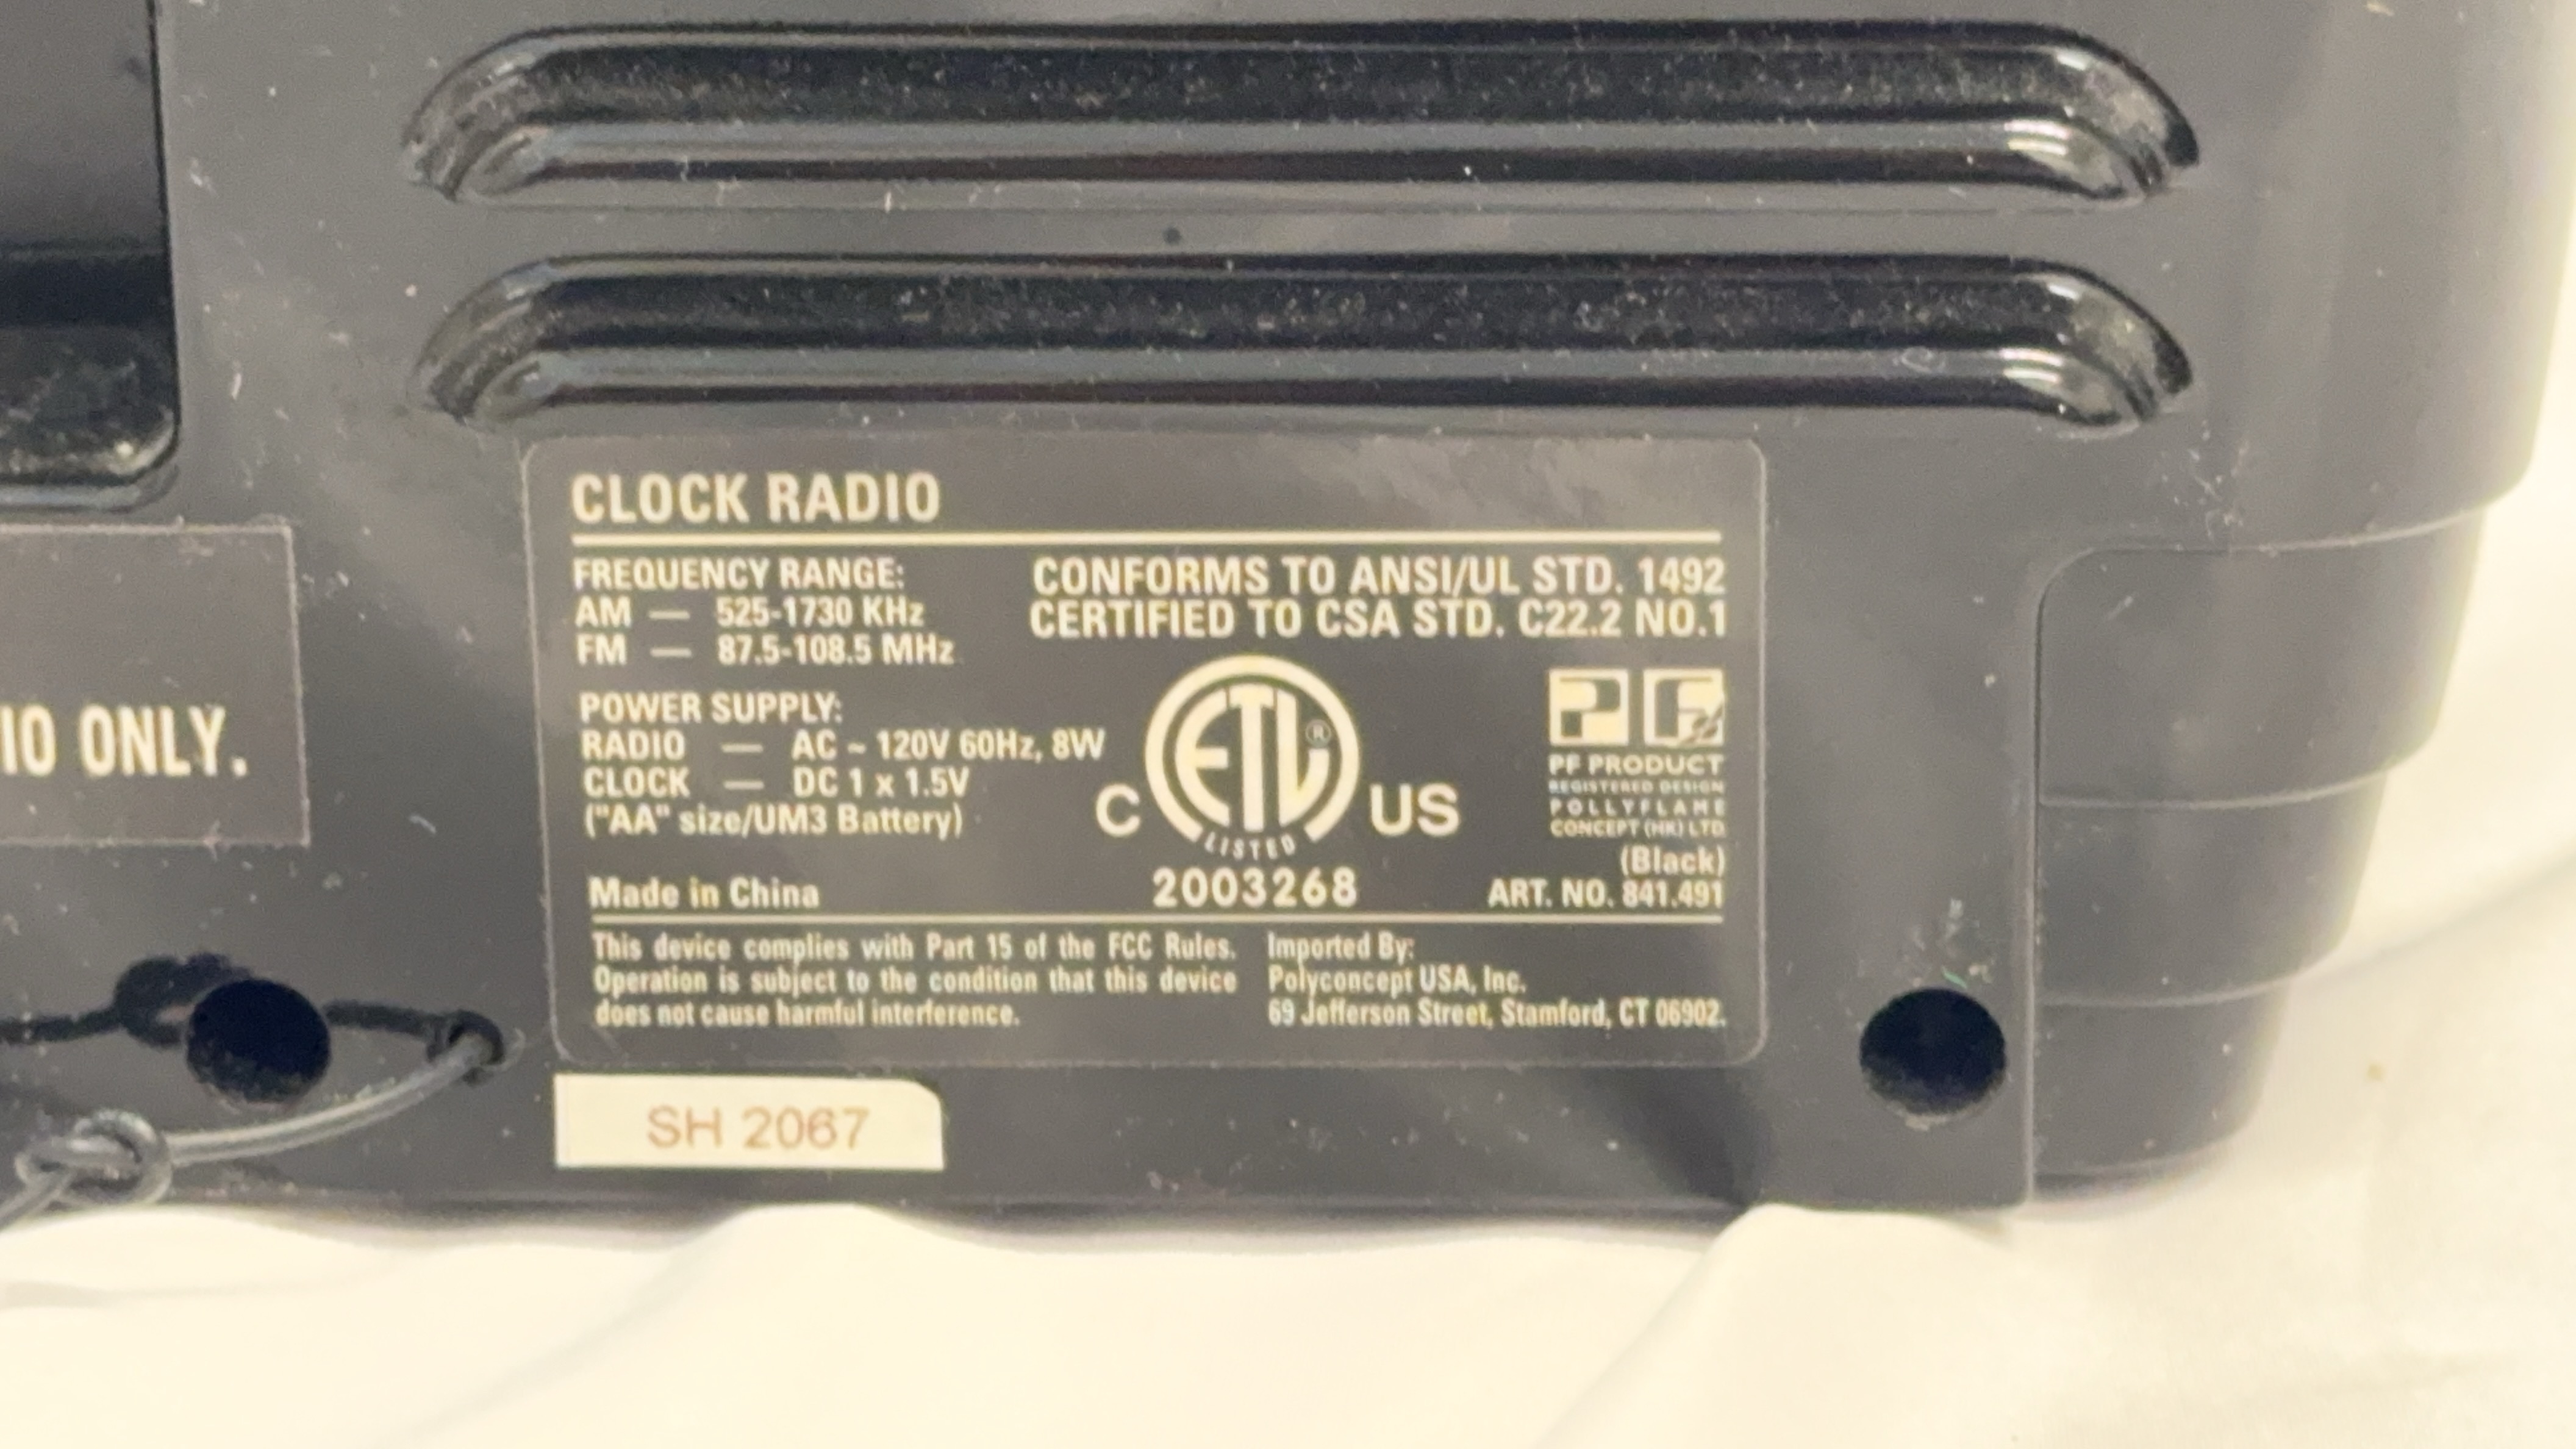 IO ONLY.
CLOCK RADIO
FREQUENCY RANGE:
AM — 525-1730 KHz
FM — 87.5-108.5 MHz
CONFORMS TO ANSI/UL STD. 1492
CERTIFIED TO CSA STD. C22.2 NO.1
POWER SUPPLY:
RADIO — AC ~ 120V 60Hz, 8W
CLOCK — DC 1 x 1.5V
("AA" size/UM3 Battery)
Made in China
C ETL® US
LISTED
2003268
PF
PF PRODUCT
REGISTERED DESIGN
POLLYFLAME
CONCEPT (HK) LTD
(Black)
ART. NO. 841.491
This device complies with Part 15 of the FCC Rules.
Operation is subject to the condition that this device
does not cause harmful interference.
Imported By:
Polyconcept USA, Inc.
69 Jefferson Street, Stamford, CT 06902.
SH 2067